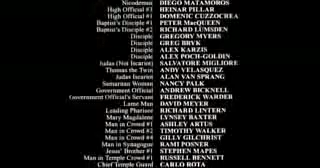 Nicodemus DIEGO MATAMOROS
High Official #3 HEINAR PILLAR
High Official #1 DOMENIC CUZZOCREA
Baptist's Disciple #1 PETER MacQUEEN
Baptist's Disciple #2 RICHARD LUMSDEN
Disciple GREGORY MYERS
Disciple GREG BRYK
Disciple ALEX KARZIS
Disciple ALEX POCH-GOLDIN
Judas (Not Iscariot) SALVATORE MIGLIORE
Thomas the Twin ANDY VELASQUEZ
Judas Iscariot ALAN VAN SPRANG
Samaritan Woman NANCY PALK
Government Official ANDREW BICKNELL
Government Official's Servant FREDERICK WARDER
Lame Man DAVID MEYER
Leading Pharisee RICHARD LINTERN
Mary Magdalene LYNSEY BAXTER
Man in Crowd #1 ASHLEY ARTUS
Man in Crowd #2 TIMOTHY WALKER
Man in Crowd #4 GILLY GILCHRIST
Man in Synagogue RAMI POSNER
Jesus' Brother #1 STEPHEN MAPES
Man in Temple Crowd #1 RUSSELL BENNETT
Chief Temple Guard CARLO ROTA